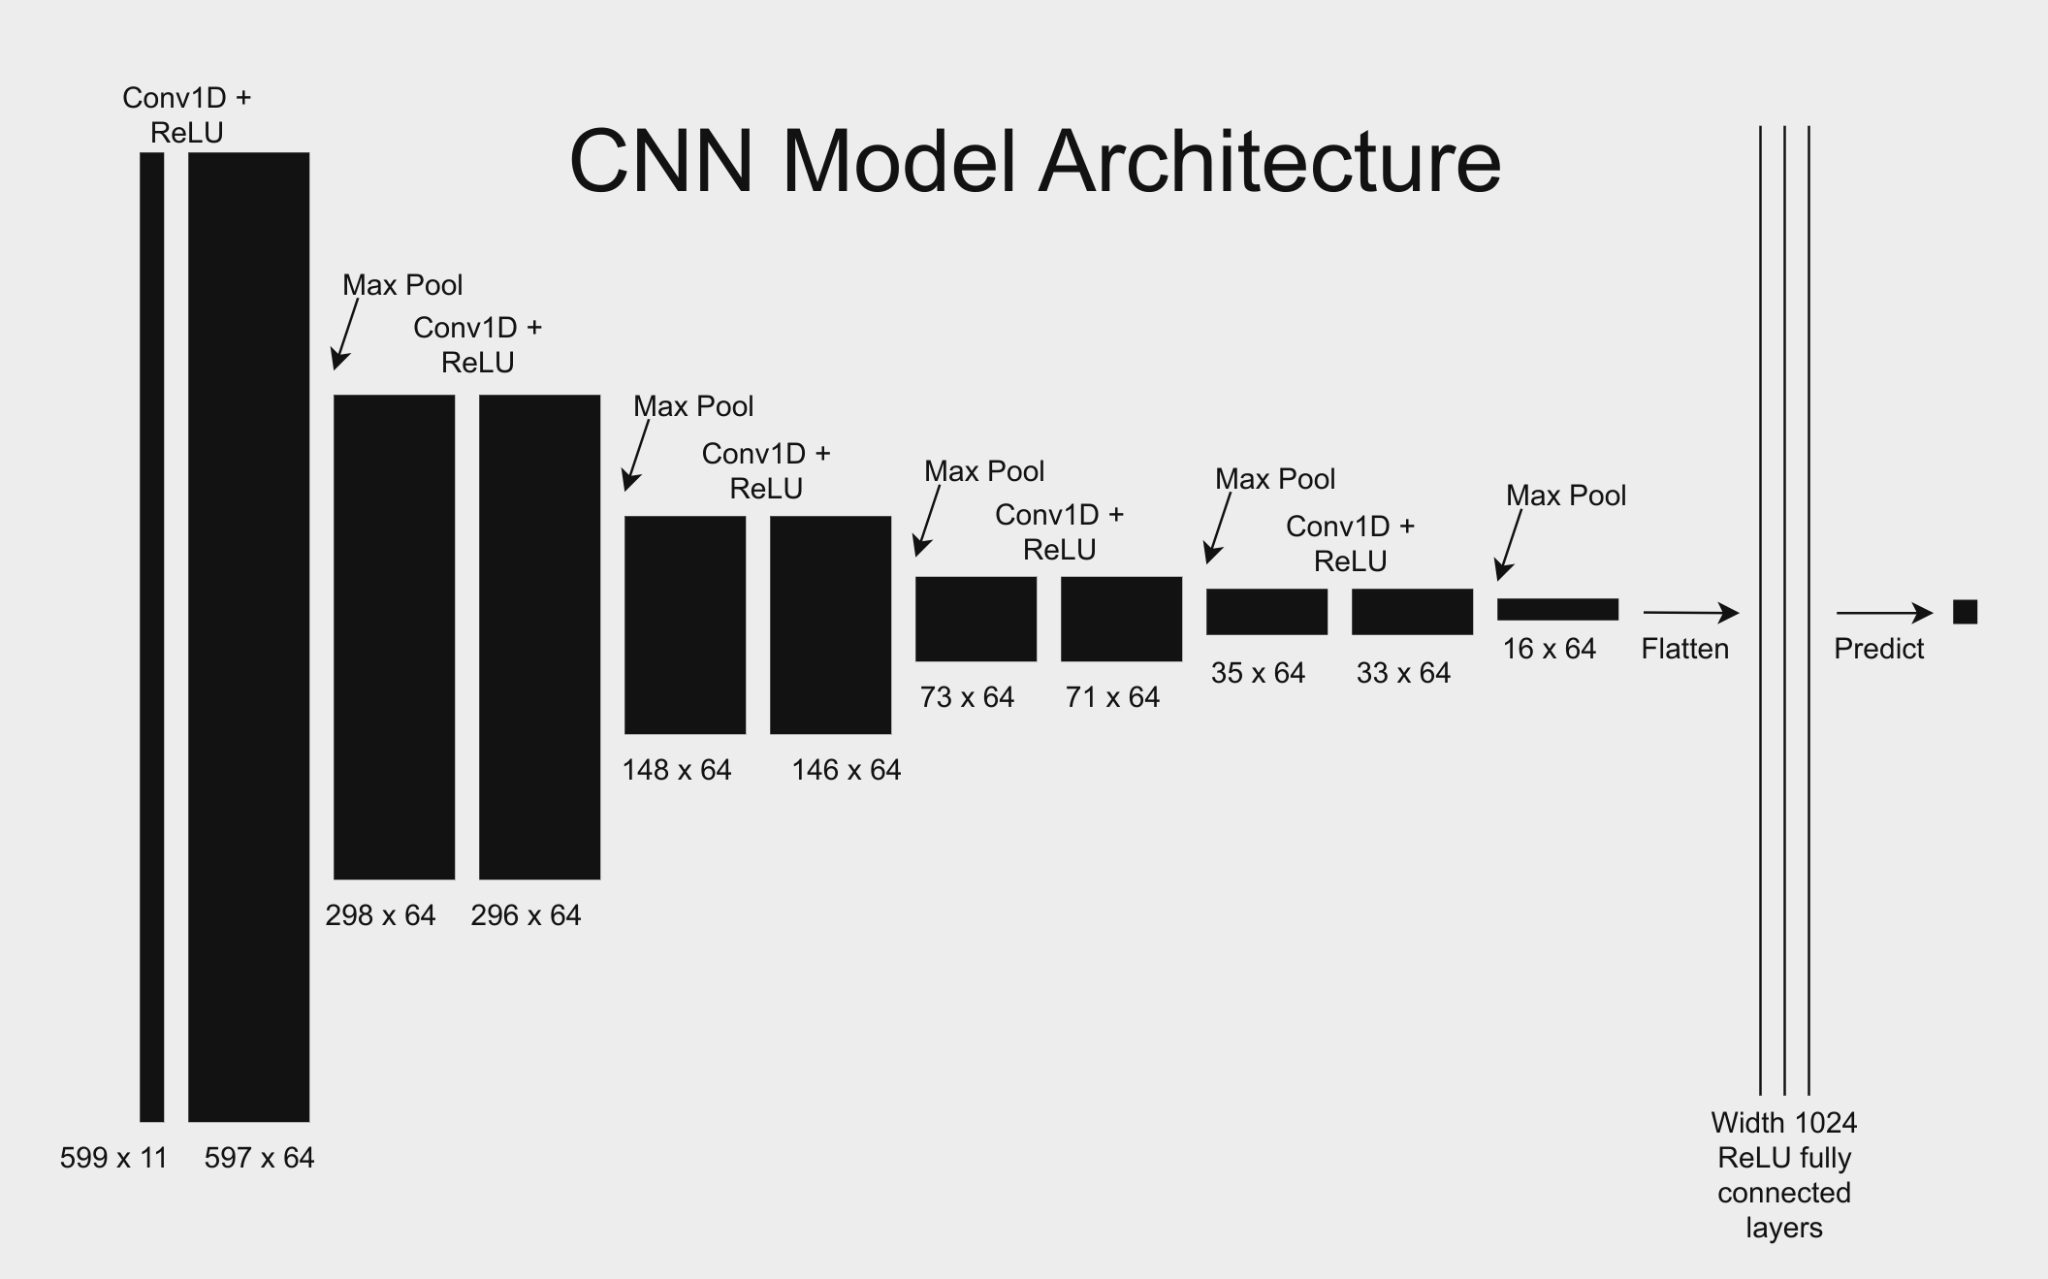 CNN Model Architecture
Conv1D +
ReLU
599 x 11
597 x 64
Max Pool
Conv1D +
ReLU
298 x 64
296 x 64
Max Pool
Conv1D +
ReLU
148 x 64
146 x 64
Max Pool
Conv1D +
ReLU
73 x 64
71 x 64
Max Pool
Conv1D +
ReLU
35 x 64
33 x 64
Max Pool
16 x 64
Flatten
Width 1024
ReLU fully
connected
layers
Predict